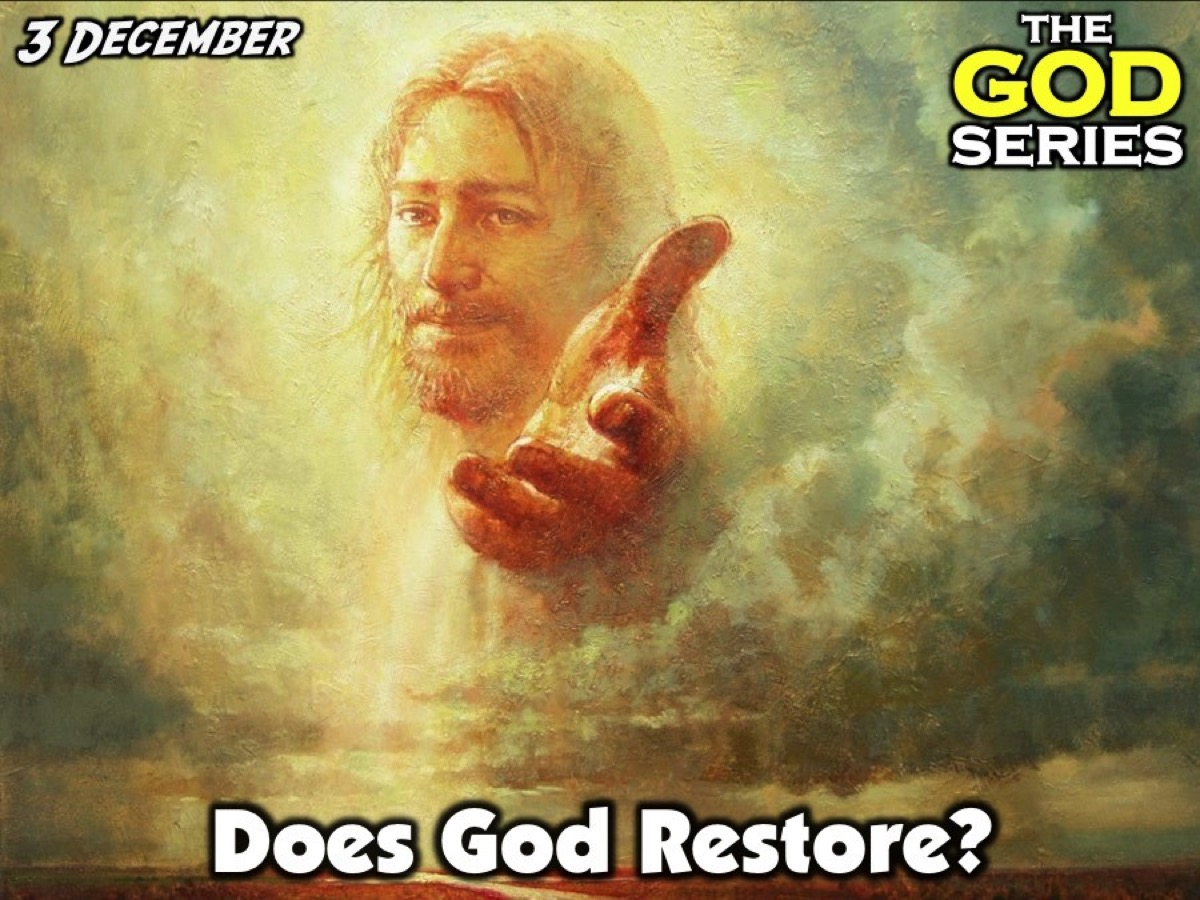 3 December
THE
GOD
SERIES
Does God Restore?